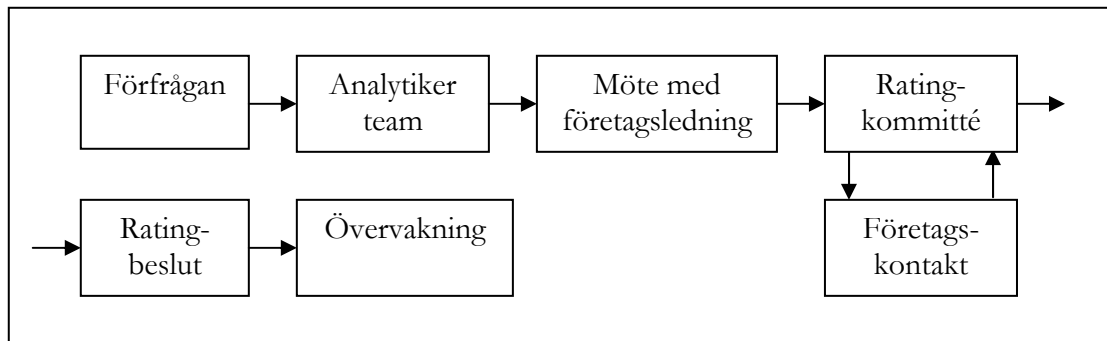 Förfrågan
Analytiker
team
Möte med
företagsledning
Rating-
kommitté
Rating-
beslut
Övervakning
Företags-
kontakt